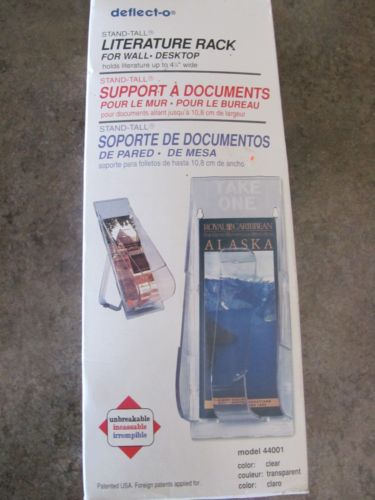 deflect-o®
STAND-TALL®
LITERATURE RACK
FOR WALL • DESKTOP
holds literature up to 4¼" wide
STAND-TALL®
SUPPORT À DOCUMENTS
POUR LE MUR • POUR LE BUREAU
pour documents allant jusqu'à 10,8 cm de largeur
STAND-TALL®
SOPORTE DE DOCUMENTOS
DE PARED • DE MESA
soporte para folletos de hasta 10,8 cm de ancho
TAKE
ONE
ROYAL CARIBBEAN
ALASKA
unbreakable
incassable
irrompible
model 44001
color: clear
couleur: transparent
color: claro
Patented USA. Foreign patents applied for.